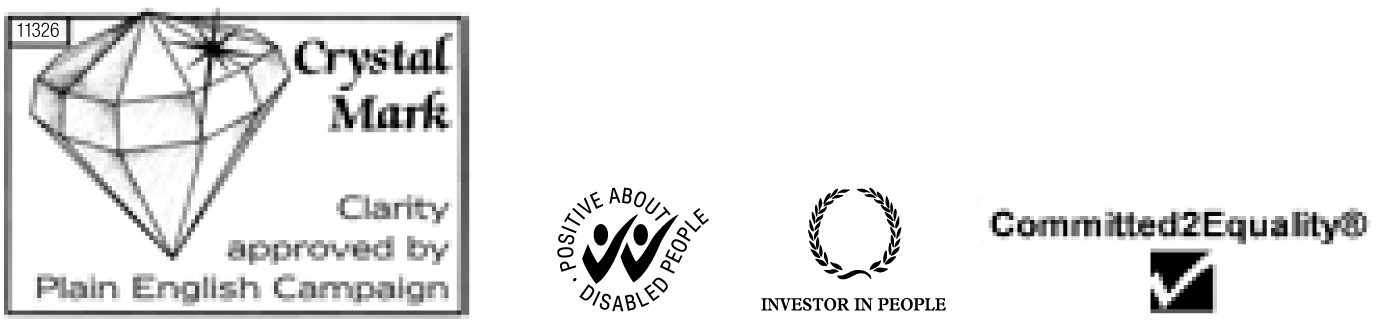 11326
Crystal
Mark
Clarity
approved by
Plain English Campaign
POSITIVE ABOUT
DISABLED PEOPLE
INVESTOR IN PEOPLE
Committed2Equality®